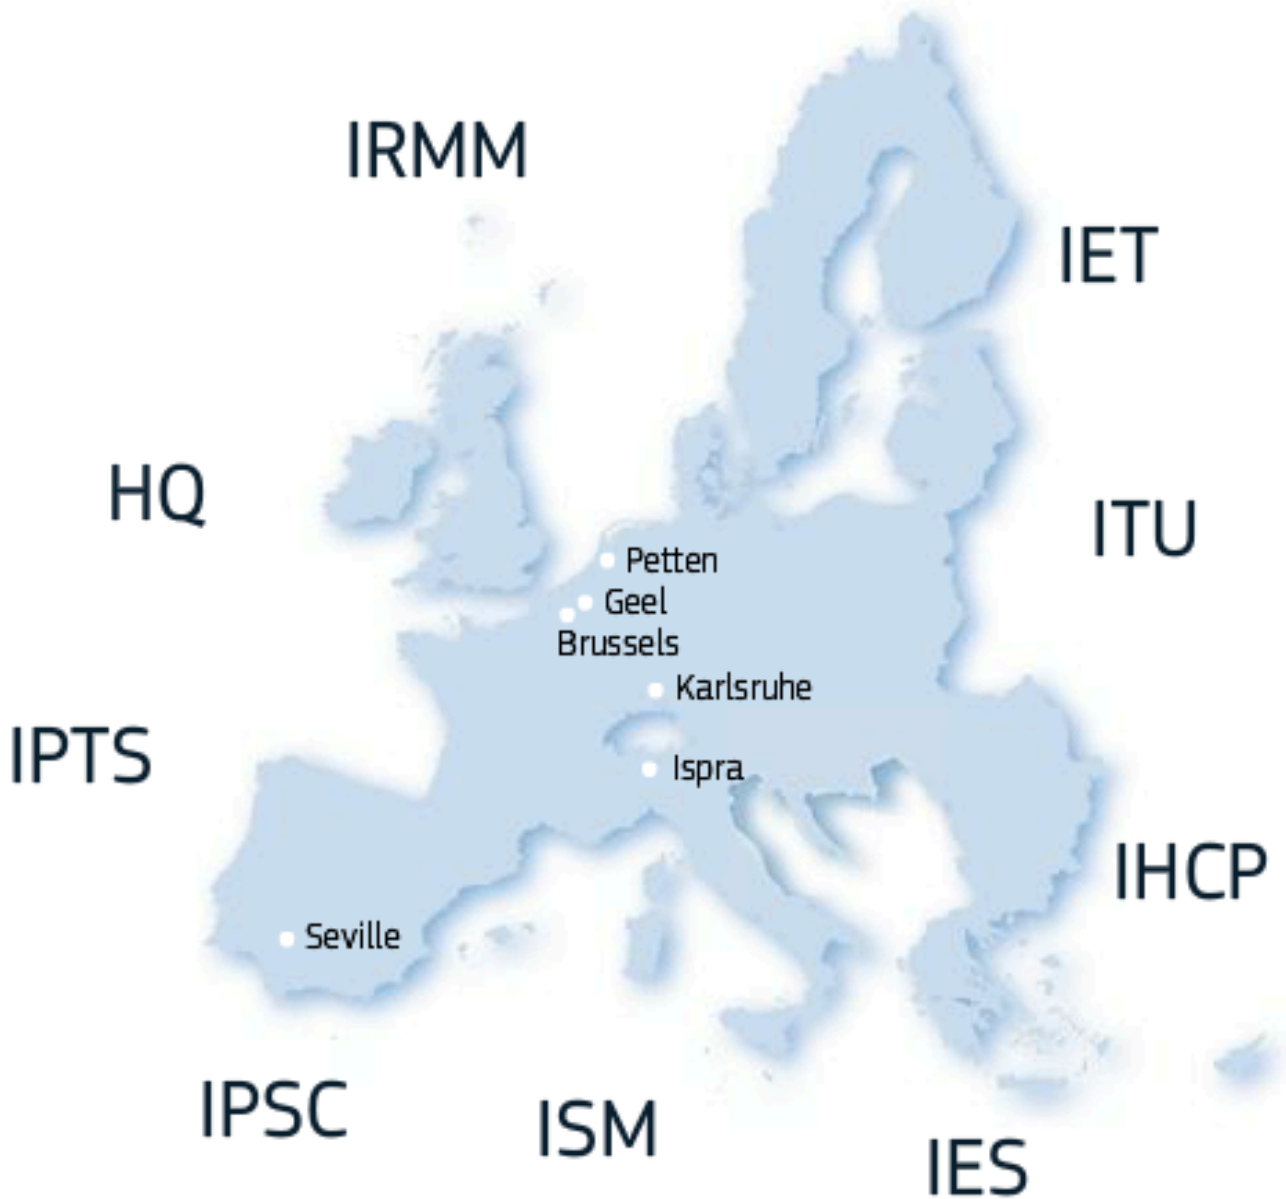 IRMM
IET
HQ
ITU
Petten
Geel
Brussels
Karlsruhe
IPTS
Ispra
IHCP
Seville
IPSC
ISM
IES